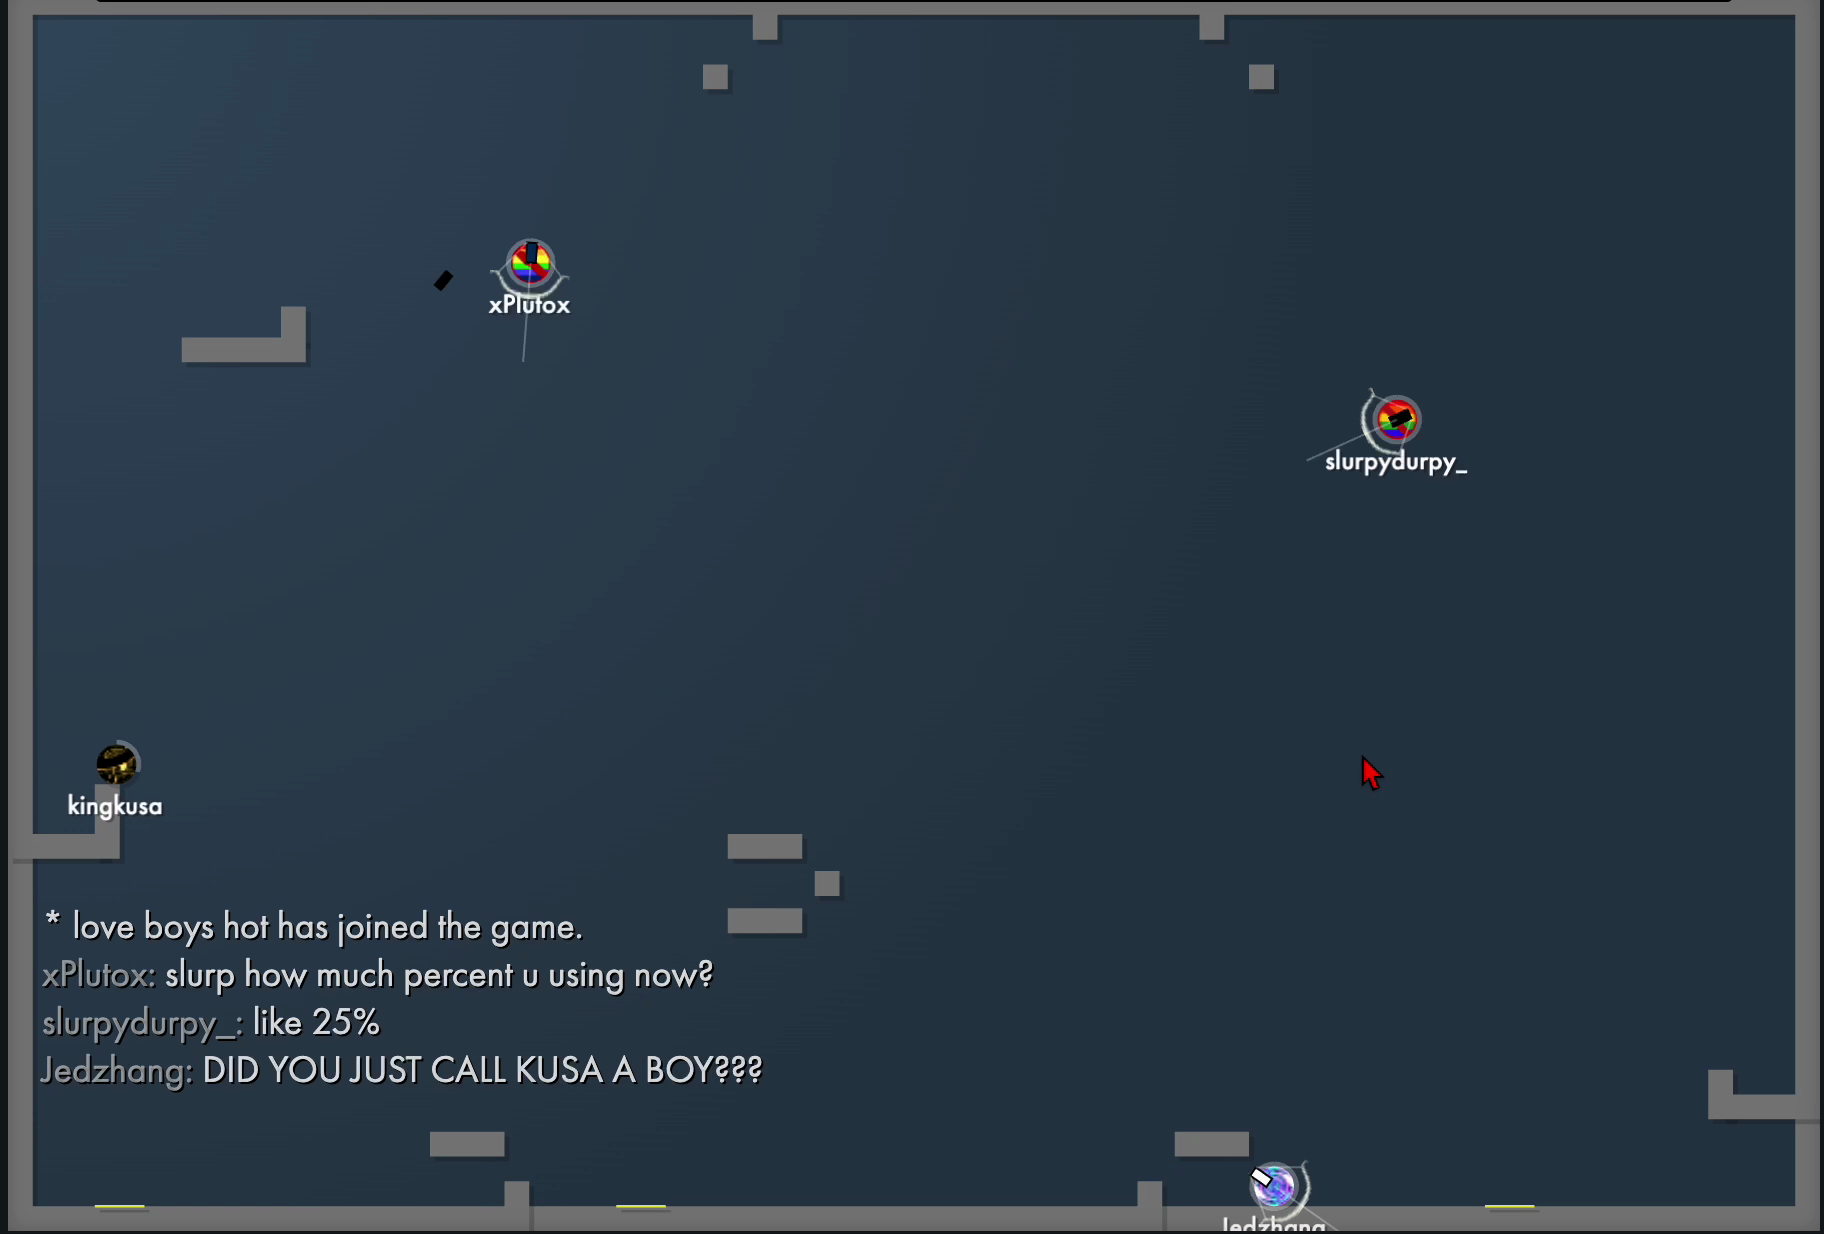 xPlutox
slurpydurpy_
kingkusa
* love boys hot has joined the game.
xPlutox: slurp how much percent u using now?
slurpydurpy_: like 25%
Jedzhang: DID YOU JUST CALL KUSA A BOY???
Jedzhang